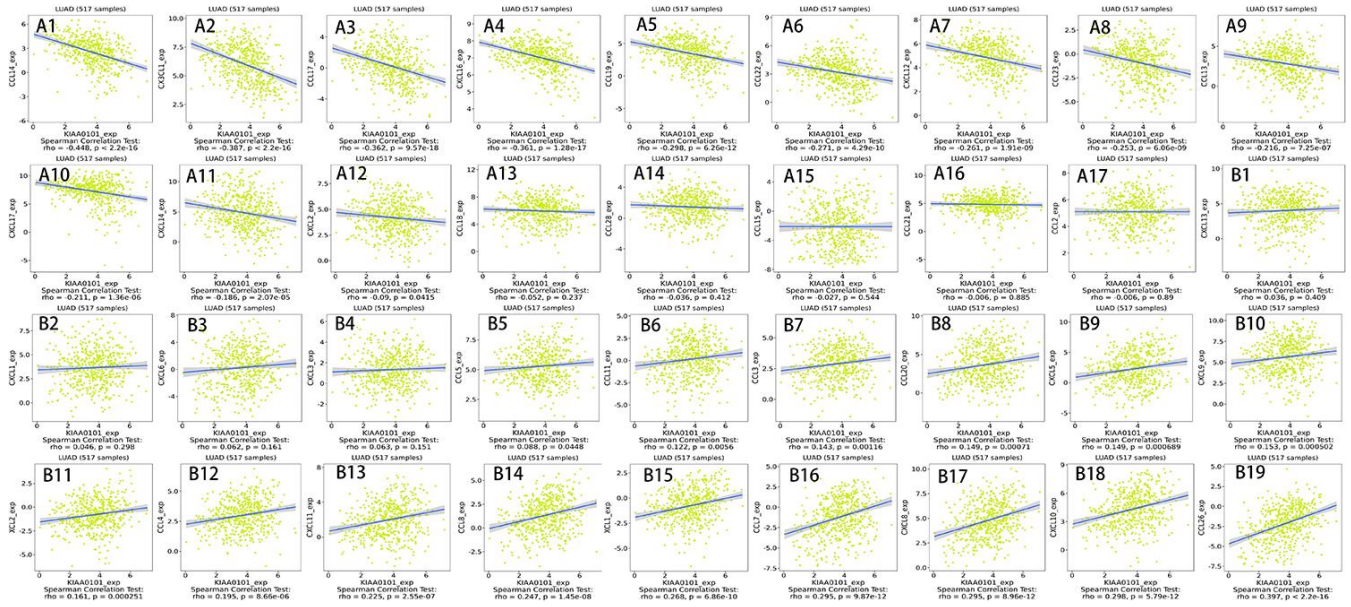 LUAD (517 samples)
A1
CCL14_exp
KIAA0101_exp
Spearman Correlation Test:
rho = -0.448, p < 2.2e-16
LUAD (517 samples)
A2
CX3CL1_exp
KIAA0101_exp
Spearman Correlation Test:
rho = -0.387, p < 2.2e-16
LUAD (517 samples)
A3
CCL17_exp
KIAA0101_exp
Spearman Correlation Test:
rho = -0.362, p = 9.57e-18
LUAD (517 samples)
A4
CXCL16_exp
KIAA0101_exp
Spearman Correlation Test:
rho = -0.361, p = 1.28e-17
LUAD (517 samples)
A5
CCL19_exp
KIAA0101_exp
Spearman Correlation Test:
rho = -0.298, p = 6.26e-12
LUAD (517 samples)
A6
CCL22_exp
KIAA0101_exp
Spearman Correlation Test:
rho = -0.271, p = 4.29e-10
LUAD (517 samples)
A7
CXCL12_exp
KIAA0101_exp
Spearman Correlation Test:
rho = -0.261, p = 1.91e-09
LUAD (517 samples)
A8
CCL23_exp
KIAA0101_exp
Spearman Correlation Test:
rho = -0.253, p = 6.06e-09
LUAD (517 samples)
A9
CCL13_exp
KIAA0101_exp
Spearman Correlation Test:
rho = -0.216, p = 7.25e-07
LUAD (517 samples)
A10
CXCL17_exp
KIAA0101_exp
Spearman Correlation Test:
rho = -0.211, p = 1.36e-06
LUAD (517 samples)
A11
CXCL14_exp
KIAA0101_exp
Spearman Correlation Test:
rho = -0.186, p = 2.07e-05
LUAD (517 samples)
A12
CXCL2_exp
KIAA0101_exp
Spearman Correlation Test:
rho = -0.09, p = 0.0415
LUAD (517 samples)
A13
CCL18_exp
KIAA0101_exp
Spearman Correlation Test:
rho = -0.052, p = 0.237
LUAD (517 samples)
A14
CCL28_exp
KIAA0101_exp
Spearman Correlation Test:
rho = -0.036, p = 0.412
LUAD (517 samples)
A15
CCL15_exp
KIAA0101_exp
Spearman Correlation Test:
rho = -0.027, p = 0.544
LUAD (517 samples)
A16
CCL21_exp
KIAA0101_exp
Spearman Correlation Test:
rho = -0.006, p = 0.885
LUAD (517 samples)
A17
CCL2_exp
KIAA0101_exp
Spearman Correlation Test:
rho = -0.006, p = 0.89
LUAD (517 samples)
B1
CXCL13_exp
KIAA0101_exp
Spearman Correlation Test:
rho = 0.036, p = 0.409
LUAD (517 samples)
B2
CXCL1_exp
KIAA0101_exp
Spearman Correlation Test:
rho = 0.046, p = 0.298
LUAD (517 samples)
B3
CXCL6_exp
KIAA0101_exp
Spearman Correlation Test:
rho = 0.062, p = 0.161
LUAD (517 samples)
B4
CXCL3_exp
KIAA0101_exp
Spearman Correlation Test:
rho = 0.063, p = 0.151
LUAD (517 samples)
B5
CCL5_exp
KIAA0101_exp
Spearman Correlation Test:
rho = 0.088, p = 0.0448
LUAD (517 samples)
B6
CCL11_exp
KIAA0101_exp
Spearman Correlation Test:
rho = 0.122, p = 0.0056
LUAD (517 samples)
B7
CCL3_exp
KIAA0101_exp
Spearman Correlation Test:
rho = 0.143, p = 0.00116
LUAD (517 samples)
B8
CCL20_exp
KIAA0101_exp
Spearman Correlation Test:
rho = 0.149, p = 0.00071
LUAD (517 samples)
B9
CXCL5_exp
KIAA0101_exp
Spearman Correlation Test:
rho = 0.149, p = 0.000689
LUAD (517 samples)
B10
CXCL9_exp
KIAA0101_exp
Spearman Correlation Test:
rho = 0.153, p = 0.000502
LUAD (517 samples)
B11
XCL2_exp
KIAA0101_exp
Spearman Correlation Test:
rho = 0.161, p = 0.000251
LUAD (517 samples)
B12
CCL4_exp
KIAA0101_exp
Spearman Correlation Test:
rho = 0.195, p = 8.66e-06
LUAD (517 samples)
B13
CXCL11_exp
KIAA0101_exp
Spearman Correlation Test:
rho = 0.225, p = 2.55e-07
LUAD (517 samples)
B14
CCL8_exp
KIAA0101_exp
Spearman Correlation Test:
rho = 0.247, p = 1.45e-08
LUAD (517 samples)
B15
XCL1_exp
KIAA0101_exp
Spearman Correlation Test:
rho = 0.268, p = 6.86e-10
LUAD (517 samples)
B16
CCL7_exp
KIAA0101_exp
Spearman Correlation Test:
rho = 0.295, p = 9.87e-12
LUAD (517 samples)
B17
CXCL8_exp
KIAA0101_exp
Spearman Correlation Test:
rho = 0.295, p = 8.96e-12
LUAD (517 samples)
B18
CXCL10_exp
KIAA0101_exp
Spearman Correlation Test:
rho = 0.298, p = 5.79e-12
LUAD (517 samples)
B19
CCL26_exp
KIAA0101_exp
Spearman Correlation Test:
rho = 0.397, p < 2.2e-16